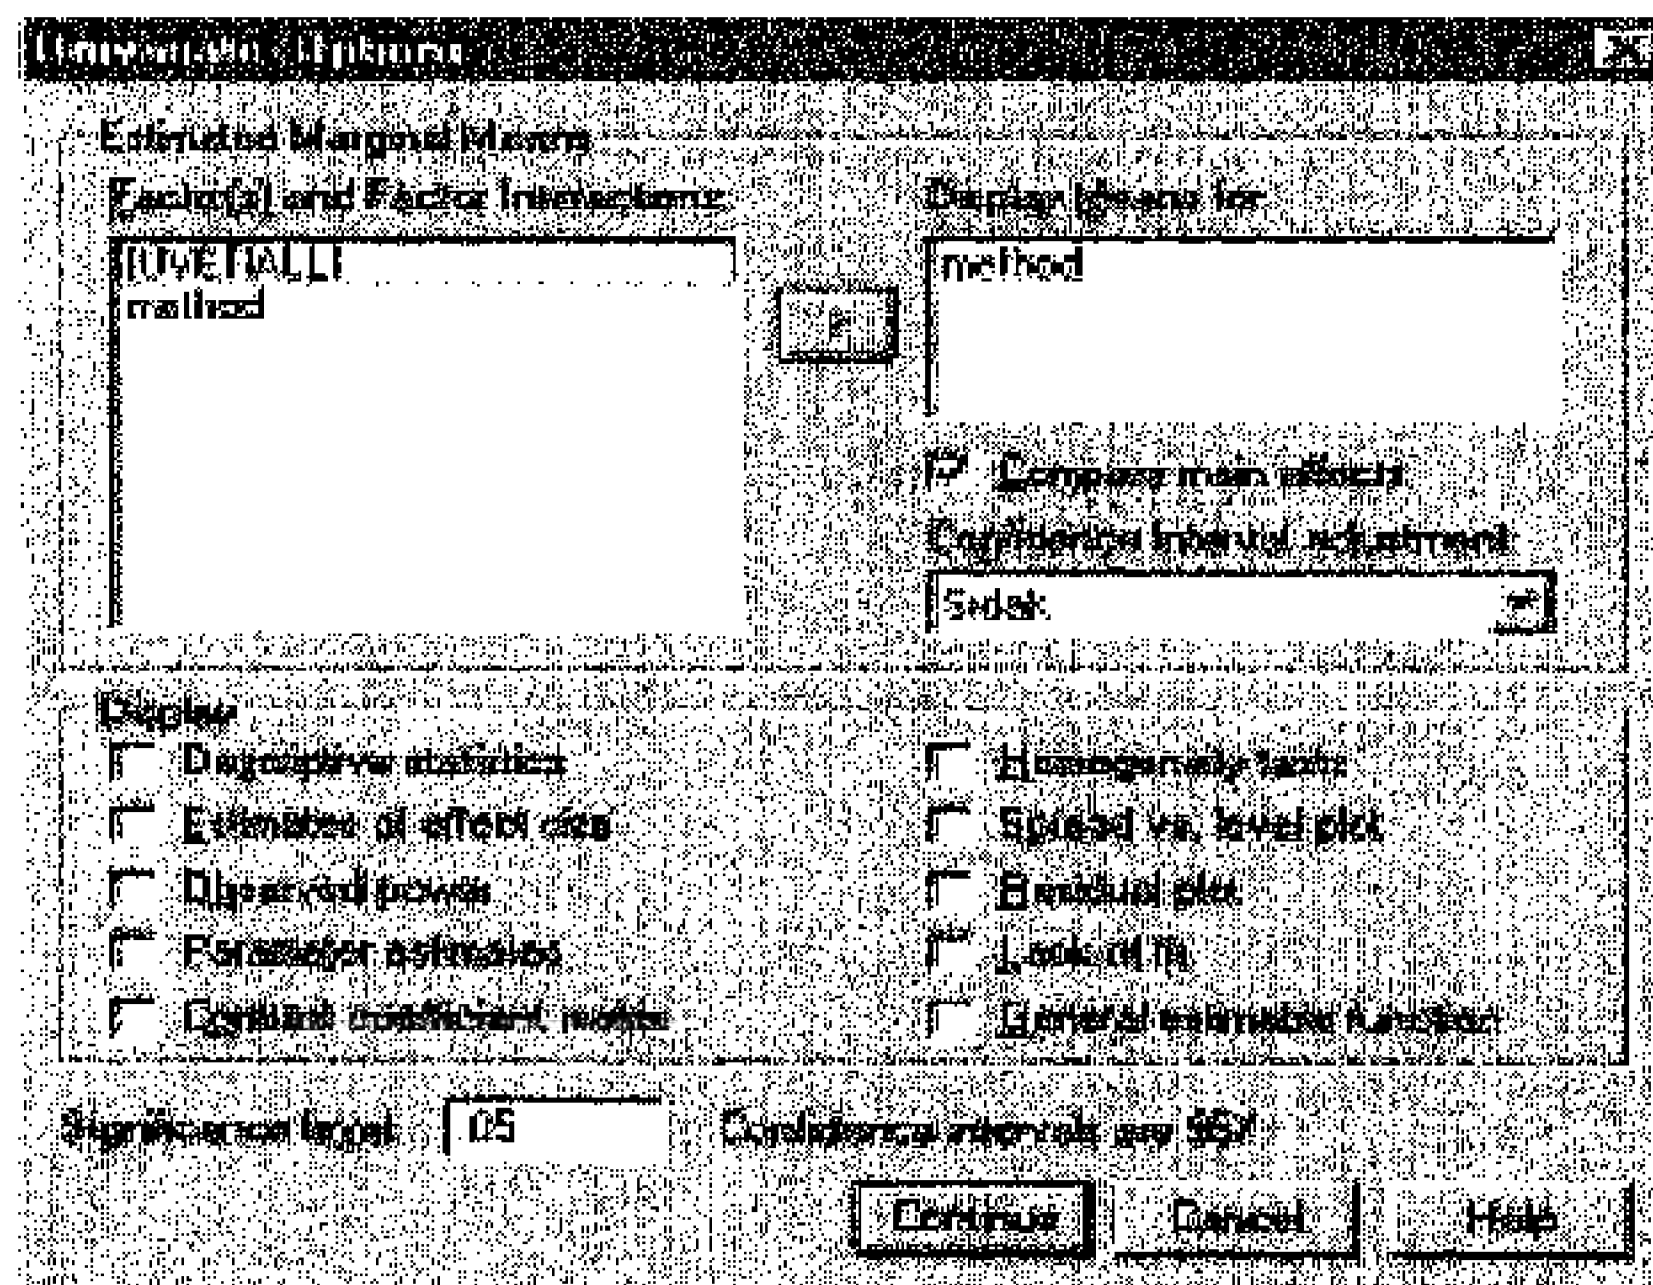 Univariate: Options
Estimated Marginal Means
Factor(s) and Factor Interactions:
(OVERALL)
method
Display Means for:
method
Compare main effects
Confidence interval adjustment:
Sidak
Display
Descriptive statistics
Estimates of effect size
Observed power
Parameter estimates
Contrast coefficient matrix
Homogeneity tests
Spread vs. level plot
Residual plot
Lack of fit
General estimable function
Significance level: .05
Confidence intervals are 95%
Continue
Cancel
Help